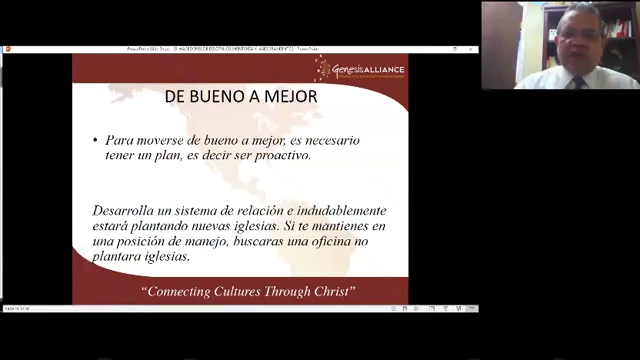 Genesis ALLIANCE
DE BUENO A MEJOR
• Para moverse de bueno a mejor, es necesario
tener un plan, es decir ser proactivo.
Desarrolla un sistema de relación e indudablemente
estará plantando nuevas iglesias. Si te mantienes
en una posición de manejo, buscaras una oficina no
plantara iglesias.
“Connecting Cultures Through Christ”